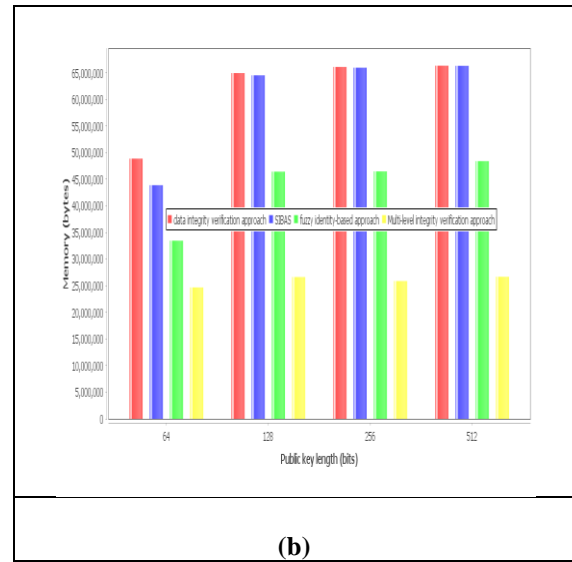 65,000,000
60,000,000
55,000,000
50,000,000
45,000,000
40,000,000
35,000,000
30,000,000
25,000,000
20,000,000
15,000,000
10,000,000
5,000,000
0
Memory (bytes)
data integrity verification approach SIBAS fuzzy identity-based approach Multi-level integrity verification approach
64 128 256 512
Public key length (bits)
(b)